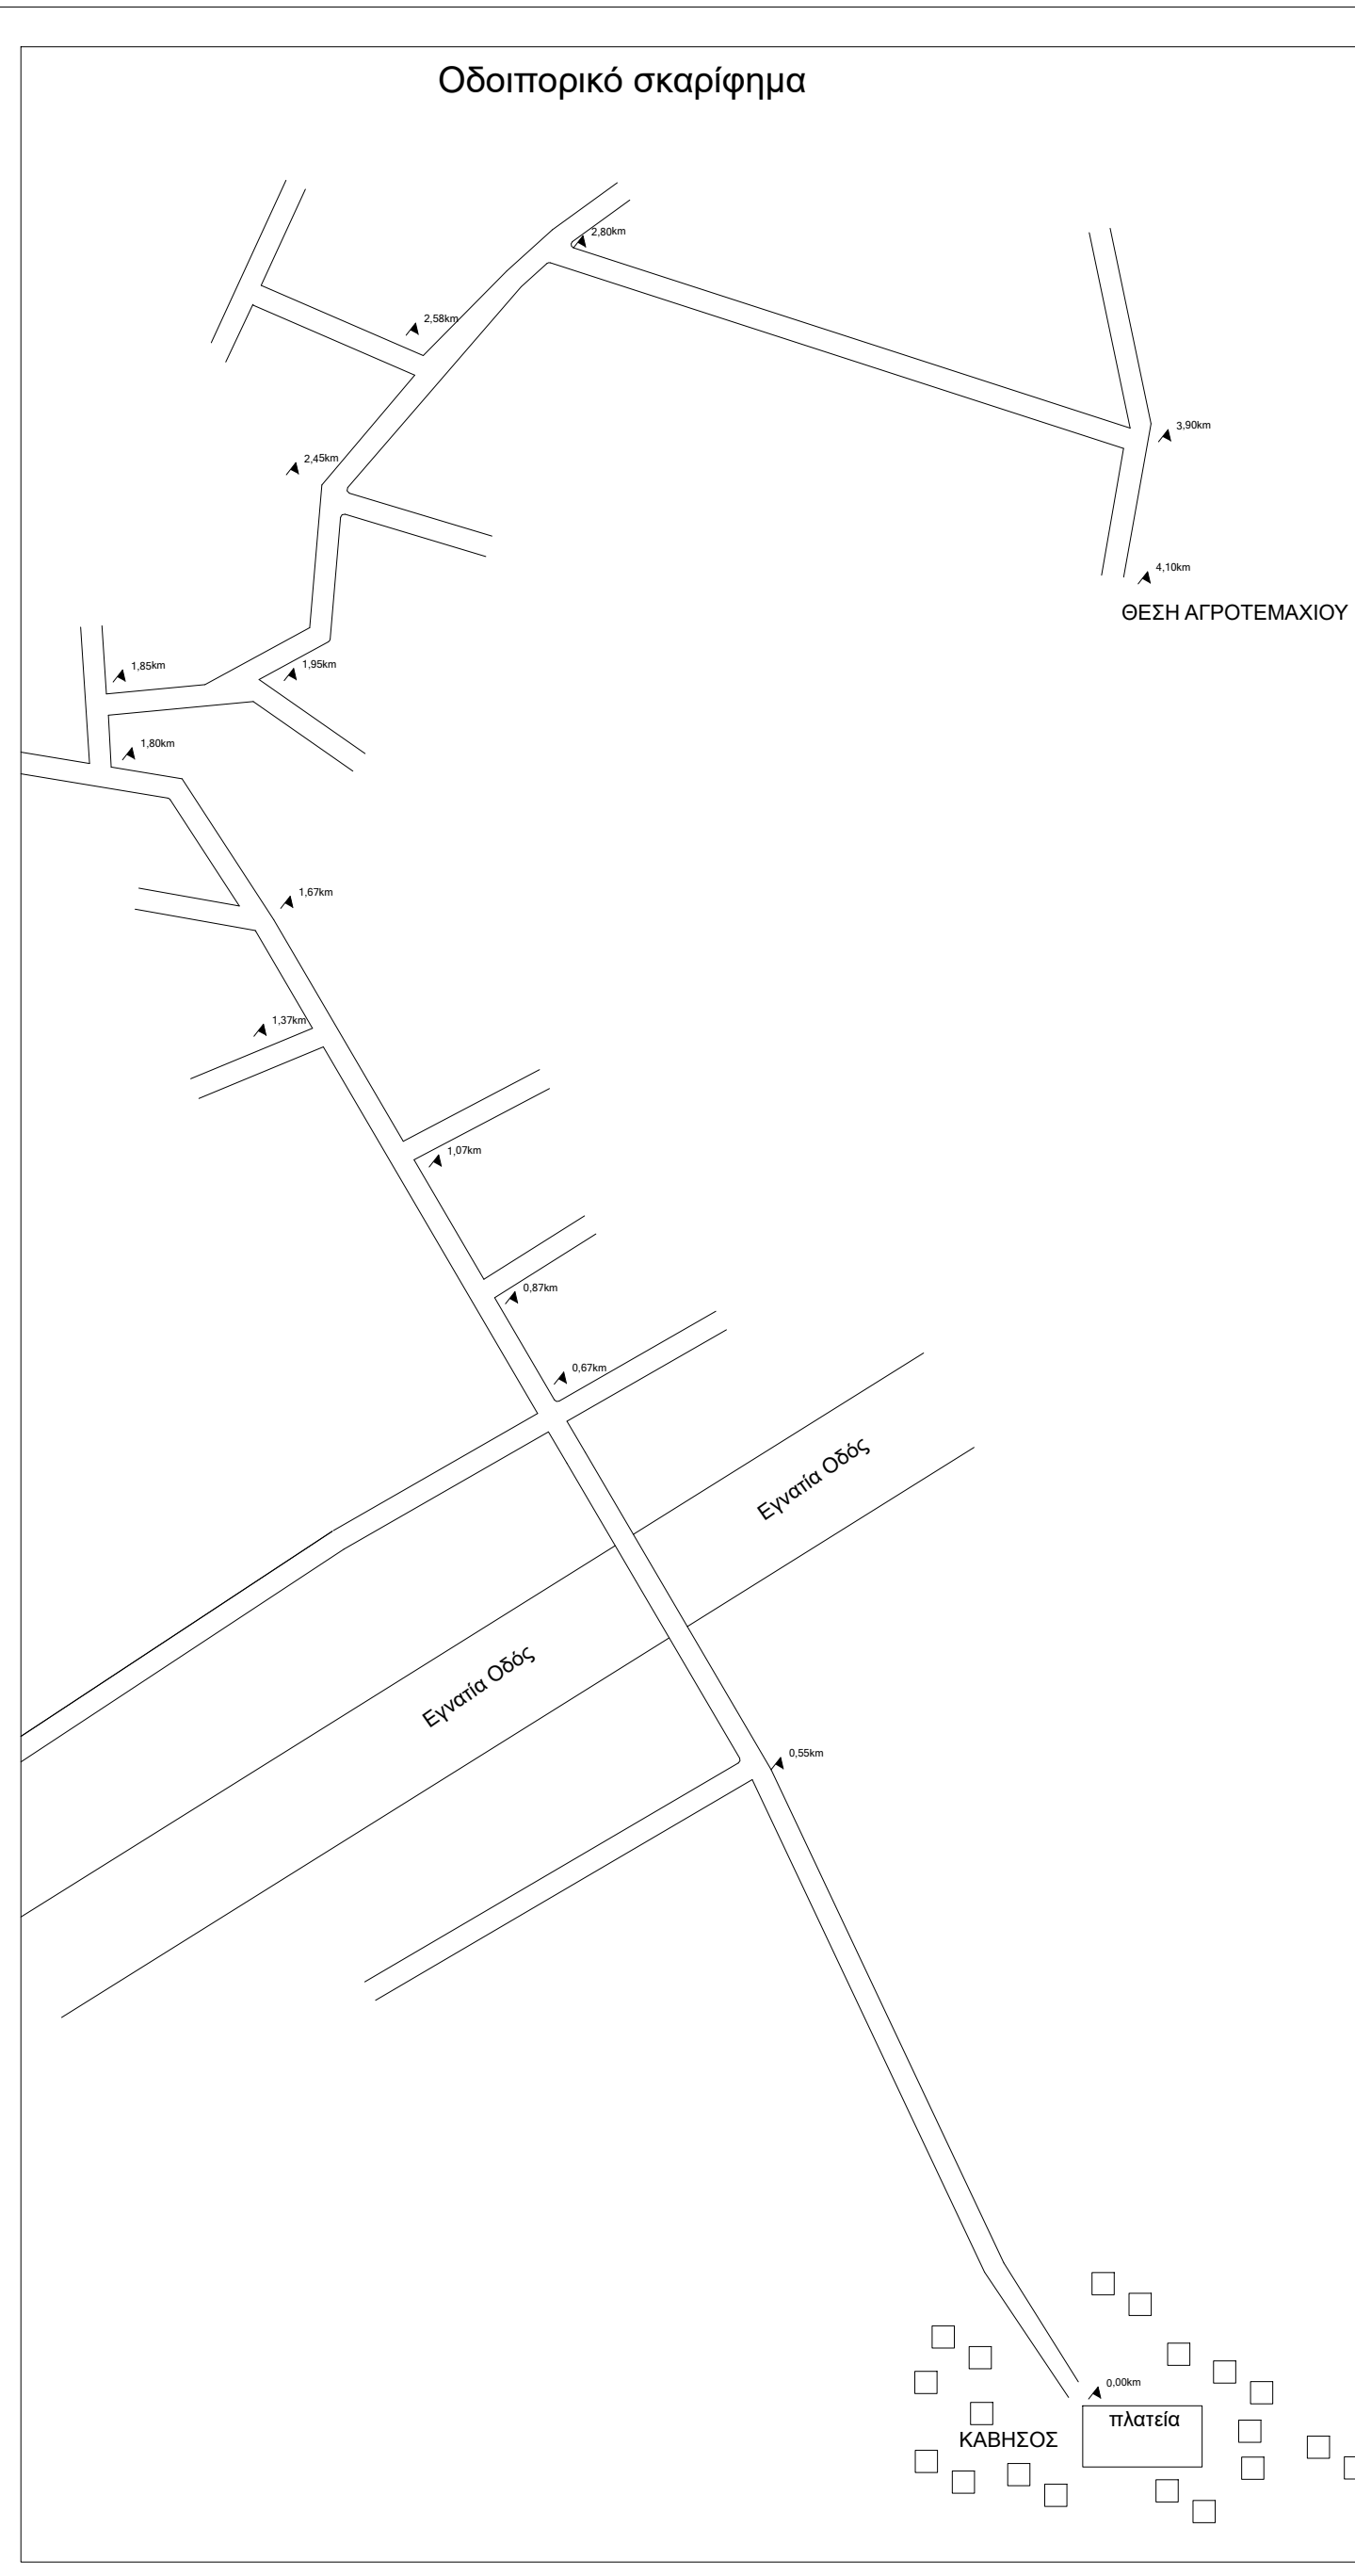 Οδοιπορικό σκαρίφημα
2,80km
2,58km
3,90km
2,45km
4,10km
ΘΕΣΗ ΑΓΡΟΤΕΜΑΧΙΟΥ
1,85km
1,95km
1,80km
1,67km
1,37km
1,07km
0,87km
0,67km
Εγνατία Οδός
Εγνατία Οδός
0,55km
0,00km
πλατεία
ΚΑΒΗΣΟΣ